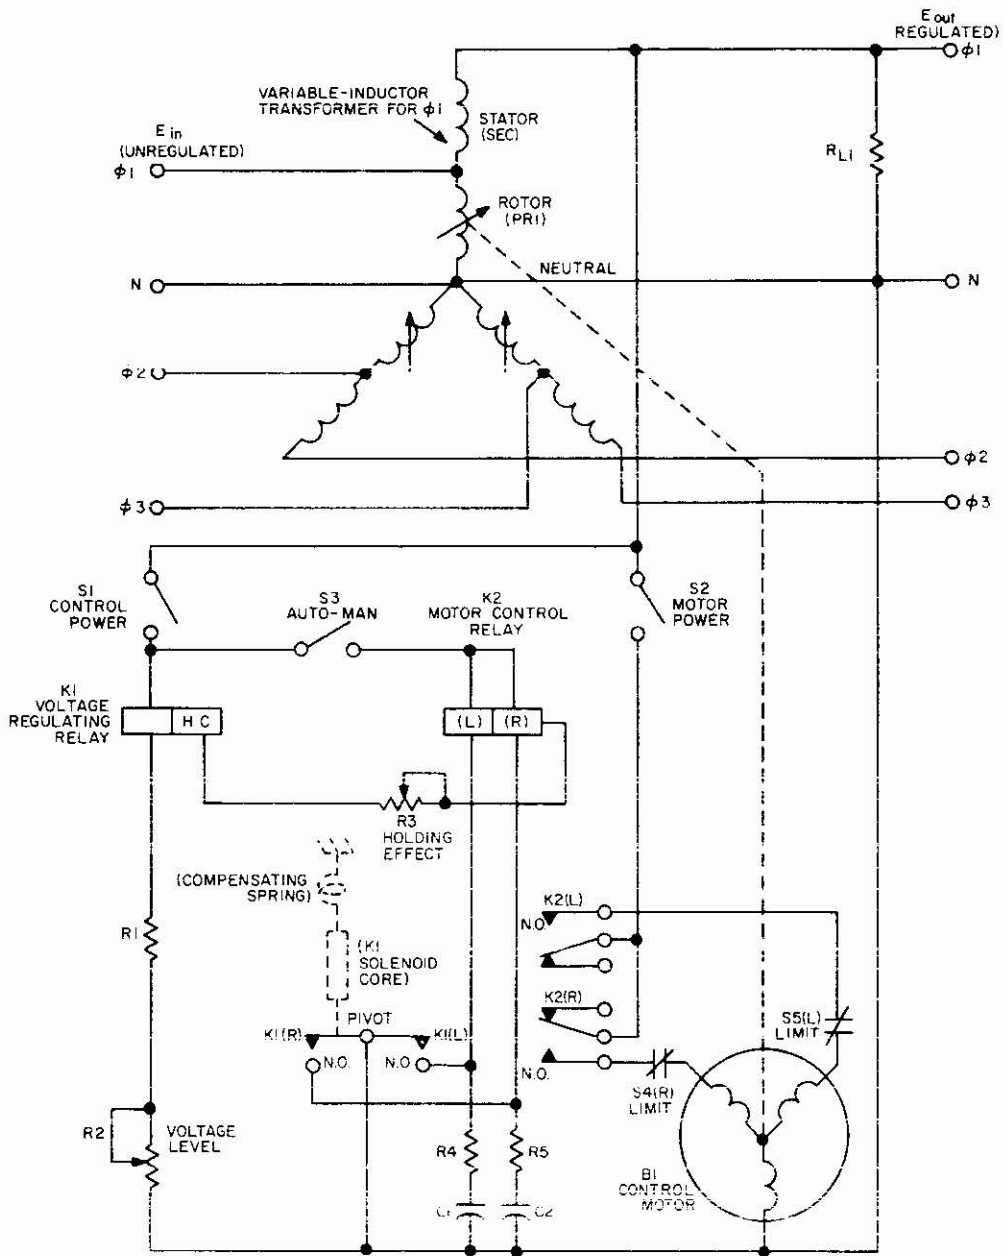 E out
REGULATED)
φ1
VARIABLE-INDUCTOR
TRANSFORMER FOR φ1
STATOR
(SEC)
E in
(UNREGULATED)
φ1
RL1
ROTOR
(PRI)
NEUTRAL
N
N
φ2
φ2
φ3
φ3
S1
CONTROL
POWER
S3
AUTO-MAN
K2
MOTOR CONTROL
RELAY
S2
MOTOR
POWER
K1
VOLTAGE
REGULATING
RELAY
HC
(L)
(R)
R3
HOLDING
EFFECT
(COMPENSATING
SPRING)
K2(L)
N.O.
R1
(K1
SOLENOID
CORE)
K2(R)
PIVOT
K1(R)
K1(L)
S5(L)
LIMIT
N.O.
N.O
N.O.
S4(R)
LIMIT
R2
VOLTAGE
LEVEL
R4
R5
B1
CONTROL
MOTOR
C1
C2